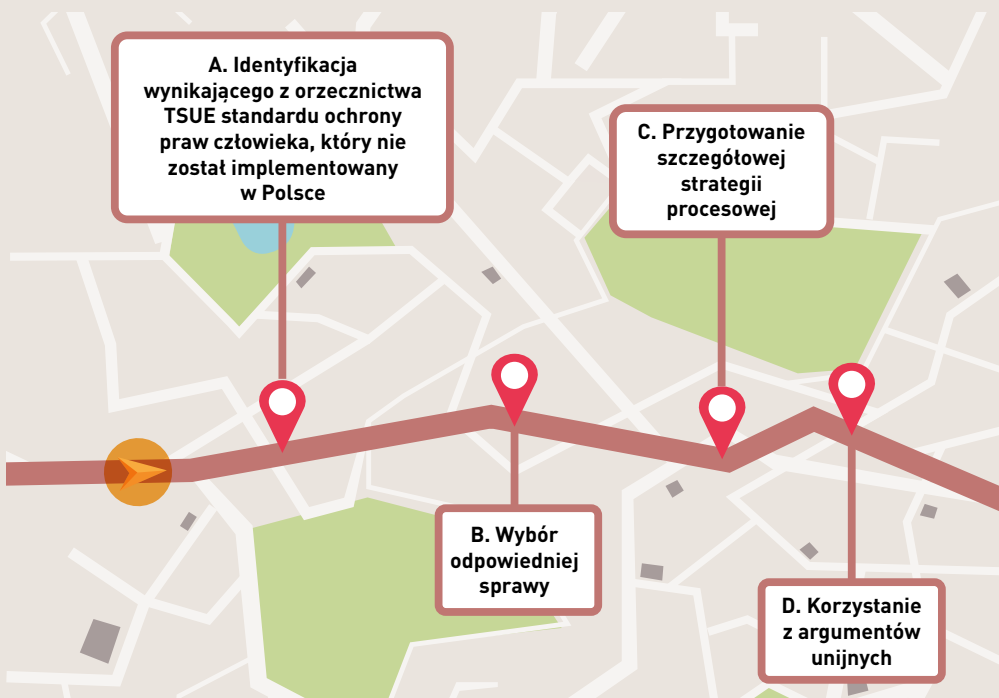 A. Identyfikacja
wynikającego z orzecznictwa
TSUE standardu ochrony
praw człowieka, który nie
został implementowany
w Polsce
B. Wybór
odpowiedniej
sprawy
C. Przygotowanie
szczegółowej
strategii
procesowej
D. Korzystanie
z argumentów
unijnych